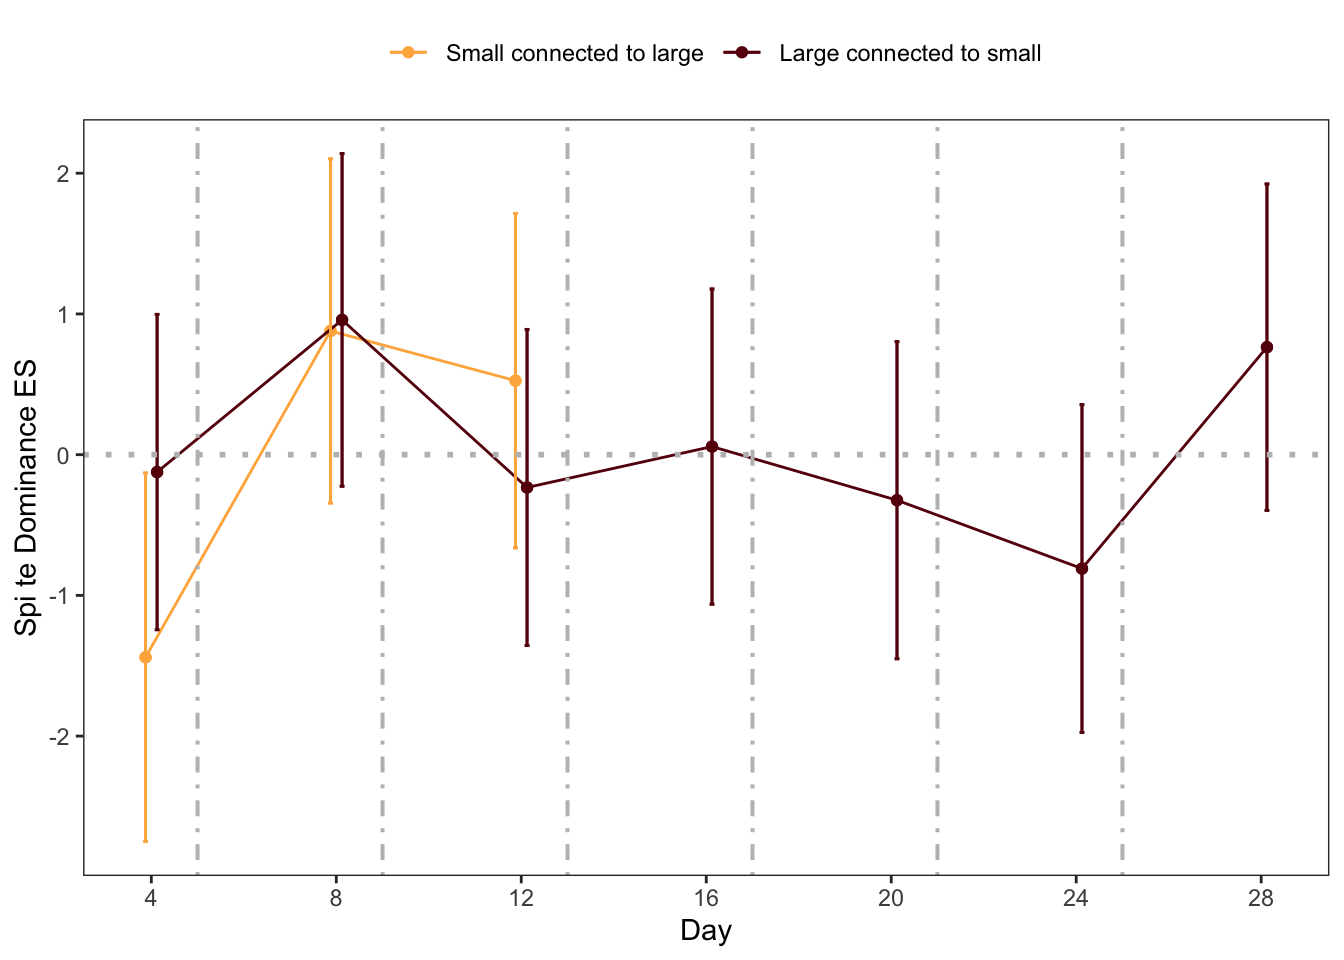 Small connected to large Large connected to small
Spi te Dominance ES
2
1
0
-1
-2
4 8 12 16 20 24 28
Day